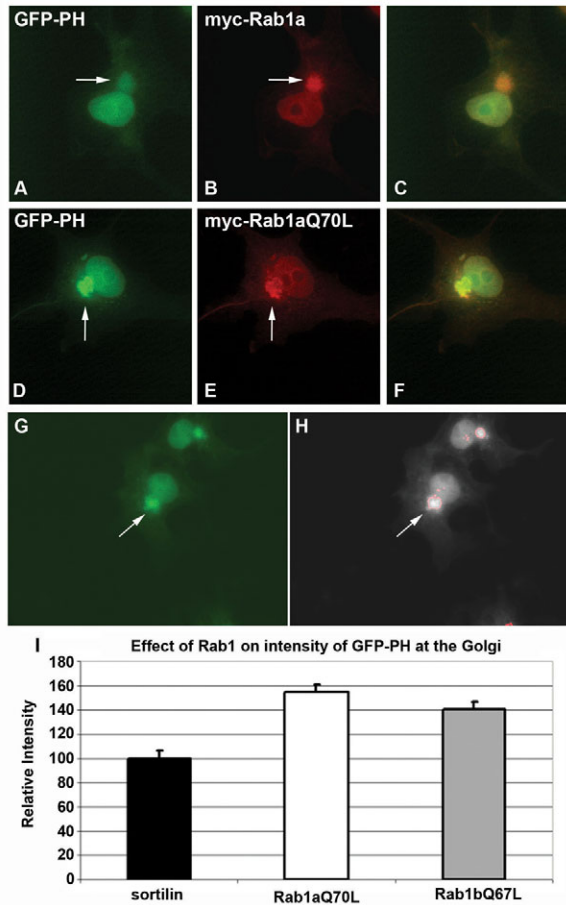 GFP-PH
myc-Rab1a
A
B
C
GFP-PH
myc-Rab1aQ70L
D
E
F
G
H
I
Effect of Rab1 on intensity of GFP-PH at the Golgi
Relative Intensity
180
160
140
120
100
80
60
40
20
0
sortilin
Rab1aQ70L
Rab1bQ67L